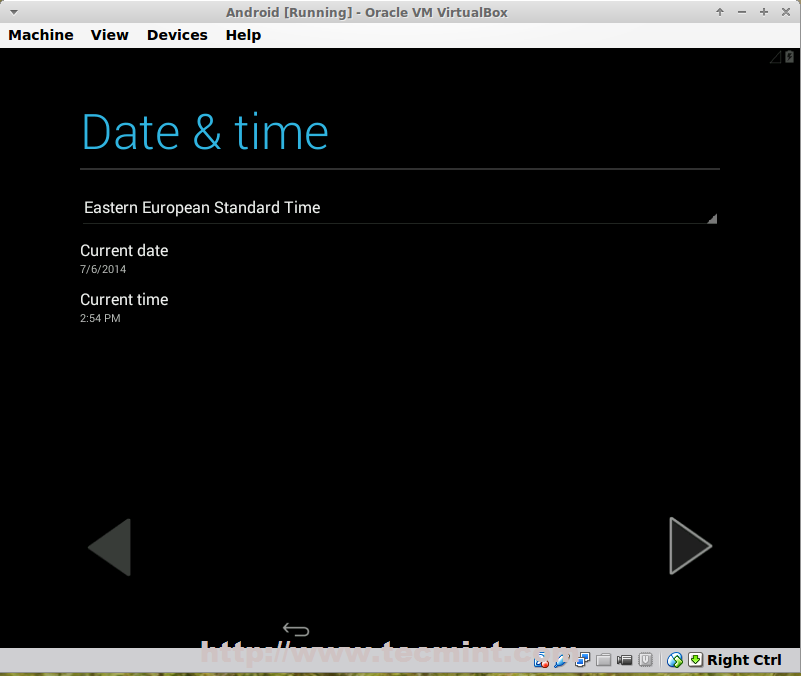 Android [Running] - Oracle VM VirtualBox
Machine View Devices Help
Date & time
Eastern European Standard Time
Current date
7/6/2014
Current time
2:54 PM
http://www.tecmint.com
Right Ctrl